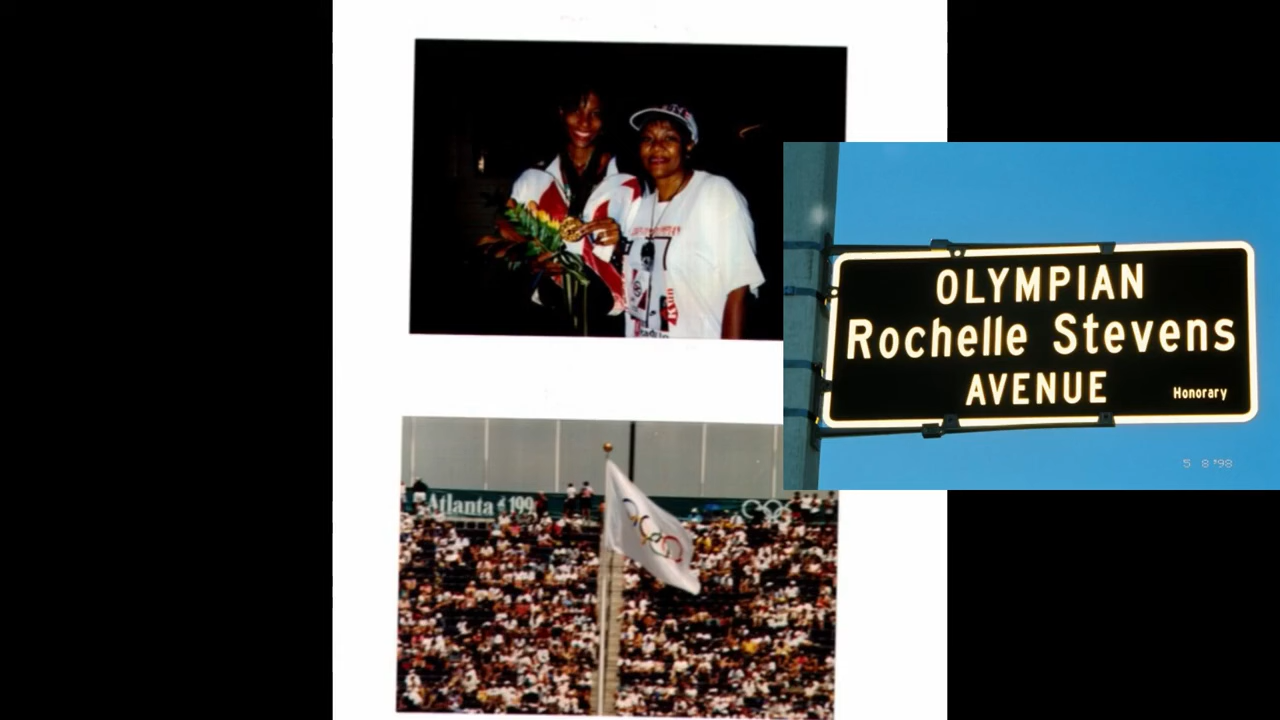 OLYMPIAN
Rochelle Stevens
AVENUE
Honorary
5 8 '98
Atlanta 199